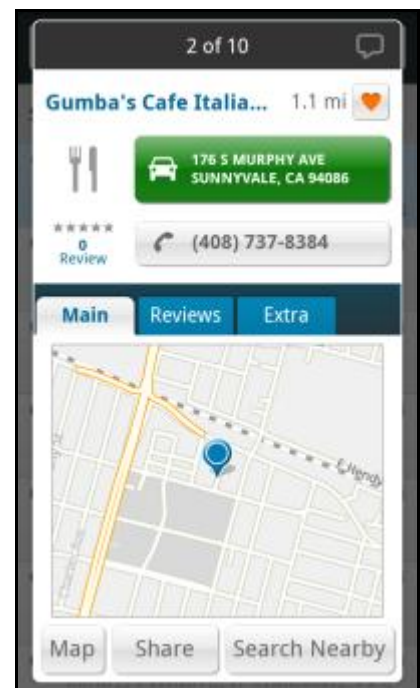 2 of 10
Gumba's Cafe Italia... 1.1 mi
176 S MURPHY AVE
SUNNYVALE, CA 94086
0
Review
(408) 737-8384
Main Reviews Extra
E Hendy
Map Share Search Nearby